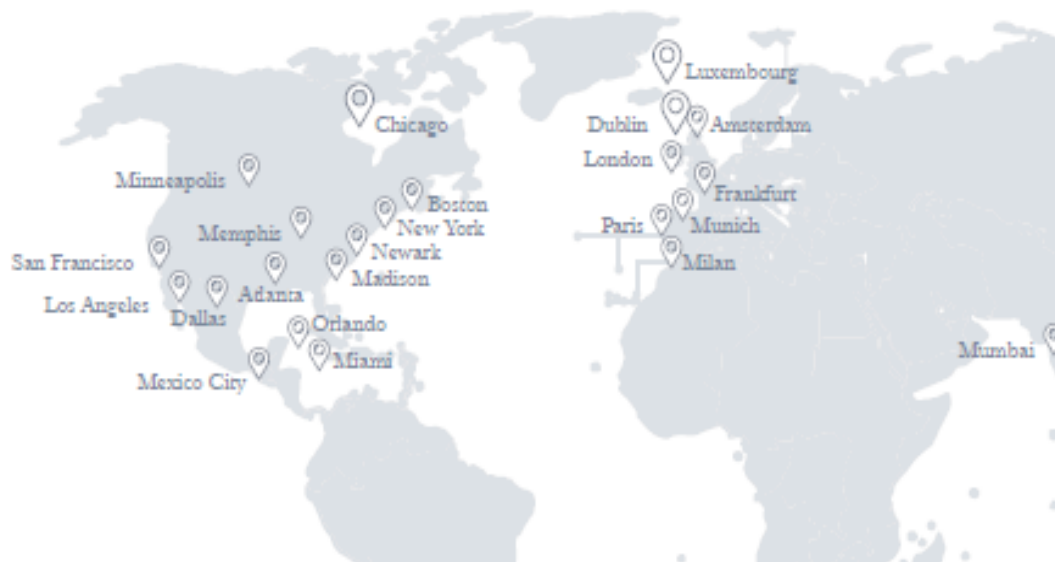 Luxembourg
Chicago
Dublin
Amsterdam
London
Minneapolis
Frankfurt
Boston
New York
Paris
Munich
Memphis
Newark
San Francisco
Milan
Madison
Los Angeles
Adanta
Dallas
Orlando
Mumbai
Miami
Mexico City